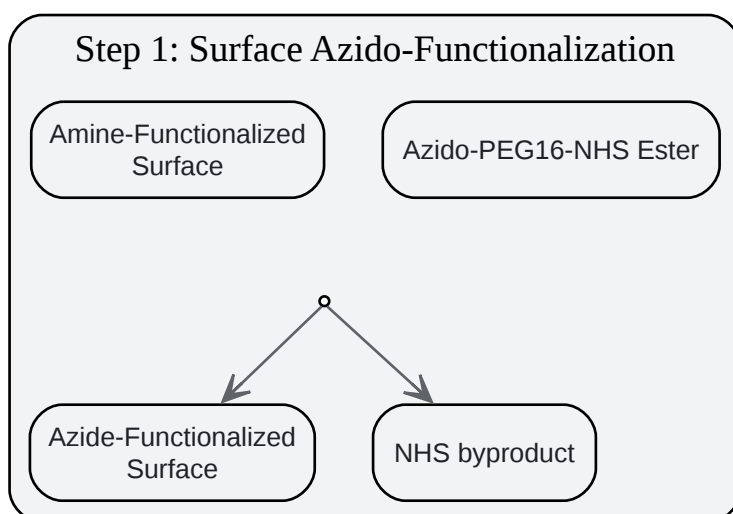 Step 1: Surface Azido-Functionalization
Amine-Functionalized
Surface
Azido-PEG16-NHS Ester
Azide-Functionalized
Surface
NHS byproduct